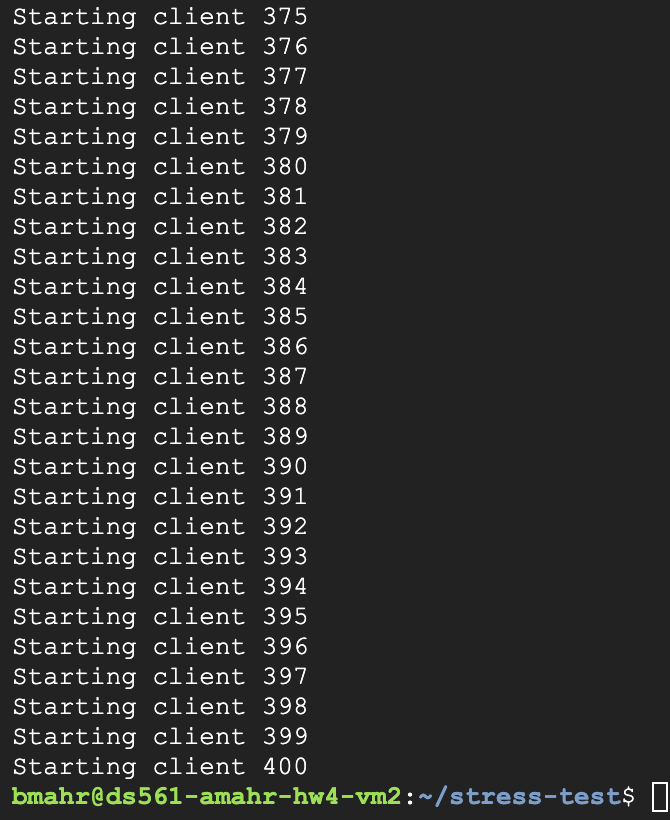 Starting client 375
Starting client 376
Starting client 377
Starting client 378
Starting client 379
Starting client 380
Starting client 381
Starting client 382
Starting client 383
Starting client 384
Starting client 385
Starting client 386
Starting client 387
Starting client 388
Starting client 389
Starting client 390
Starting client 391
Starting client 392
Starting client 393
Starting client 394
Starting client 395
Starting client 396
Starting client 397
Starting client 398
Starting client 399
Starting client 400
bmahr@ds561-amahr-hw4-vm2:~/stress-test$